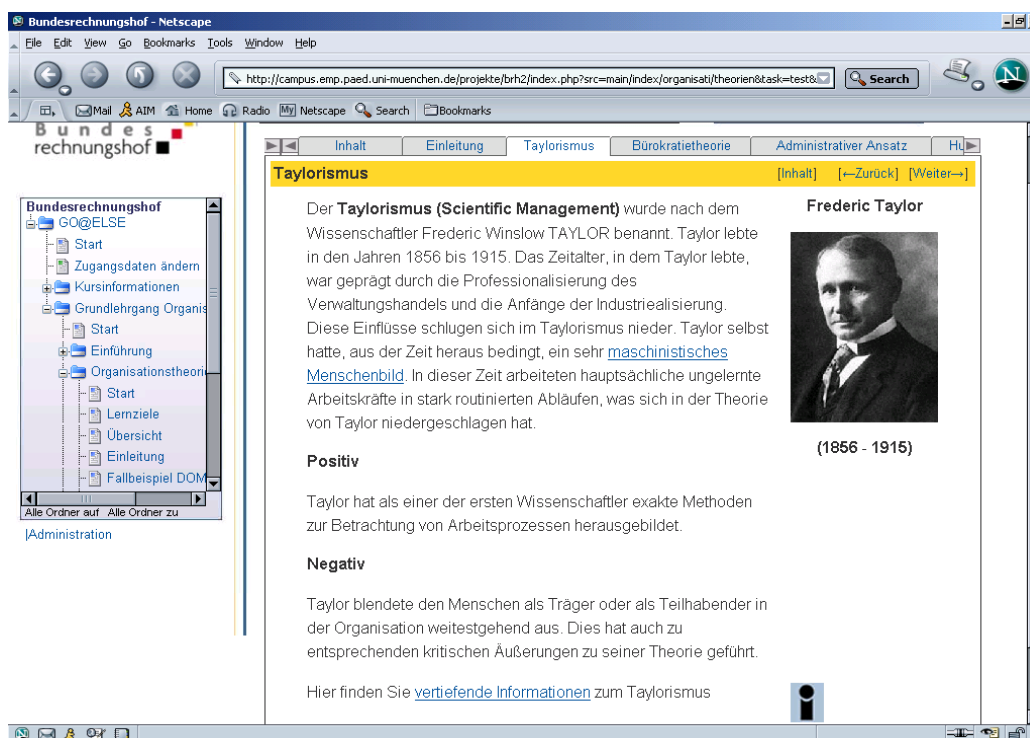 Bundesrechnungshof - Netscape
File Edit View Go Bookmarks Tools Window Help
http://campus.emp.paed.uni-muenchen.de/projekte/brh2/index.php?src=main/index/organisati/theorien&task=test& Search
Mail AIM Home Radio My Netscape Search Bookmarks
Bundes
rechnungshof
Inhalt Einleitung Taylorismus Bürokratietheorie Administrativer Ansatz Hu
Taylorismus [Inhalt] [←Zurück] [Weiter→]
Bundesrechnungshof
GO@ELSE
Start
Zugangsdaten ändern
Kursinformationen
Grundlehrgang Organis
Start
Einführung
Organisationstheori
Start
Lernziele
Übersicht
Einleitung
Fallbeispiel DOM
Alle Ordner auf Alle Ordner zu
|Administration
Der Taylorismus (Scientific Management) wurde nach dem
Wissenschaftler Frederic Winslow TAYLOR benannt. Taylor lebte
in den Jahren 1856 bis 1915. Das Zeitalter, in dem Taylor lebte,
war geprägt durch die Professionalisierung des
Verwaltungshandels und die Anfänge der Industriealisierung.
Diese Einflüsse schlugen sich im Taylorismus nieder. Taylor selbst
hatte, aus der Zeit heraus bedingt, ein sehr maschinistisches
Menschenbild. In dieser Zeit arbeiteten hauptsächliche ungelernte
Arbeitskräfte in stark routinierten Abläufen, was sich in der Theorie
von Taylor niedergeschlagen hat.
Positiv
Taylor hat als einer der ersten Wissenschaftler exakte Methoden
zur Betrachtung von Arbeitsprozessen herausgebildet.
Negativ
Taylor blendete den Menschen als Träger oder als Teilhabender in
der Organisation weitestgehend aus. Dies hat auch zu
entsprechenden kritischen Äußerungen zu seiner Theorie geführt.
Hier finden Sie vertiefende Informationen zum Taylorismus
Frederic Taylor
(1856 - 1915)